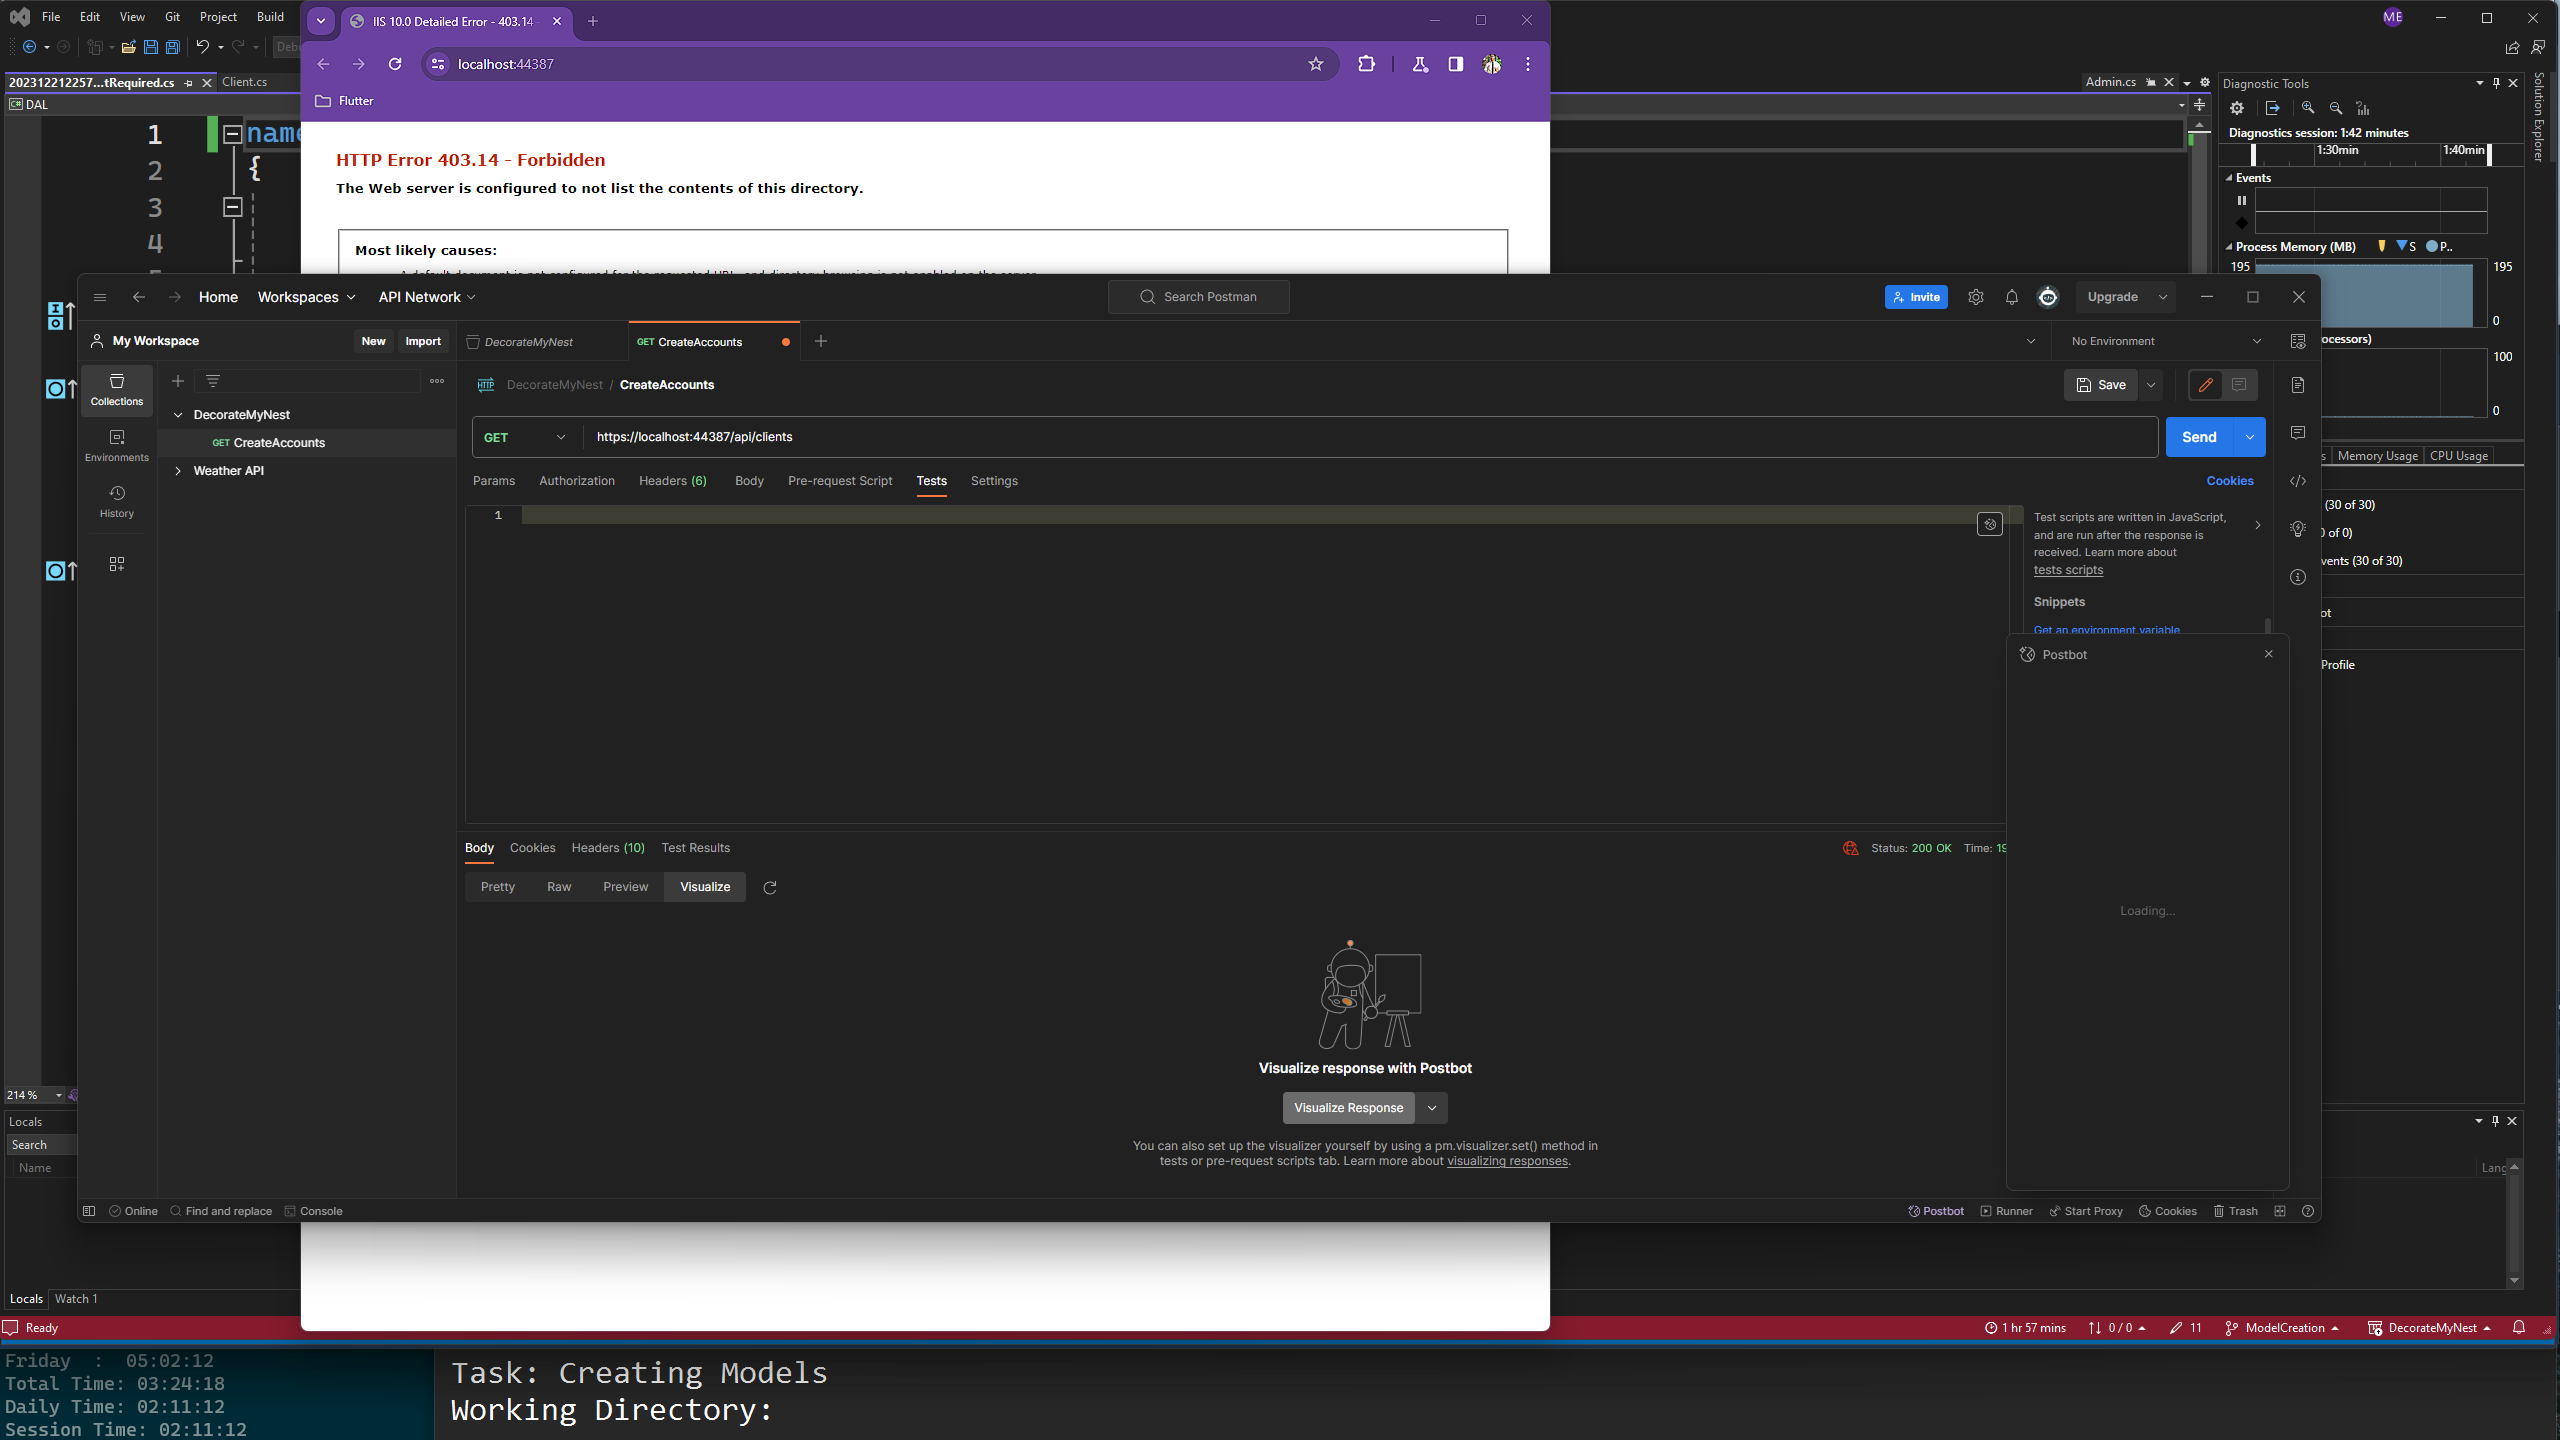 File Edit View Git Project Build
ME
IIS 10.0 Detailed Error - 403.14 -
localhost:44387
Flutter
202312212257...tRequired.cs
Client.cs
Admin.cs
DAL
1
name
2
{
3
4
HTTP Error 403.14 - Forbidden
The Web server is configured to not list the contents of this directory.
Most likely causes:
Diagnostic Tools
Solution Explorer
Diagnostics session: 1:42 minutes
1:30min
1:40min
Events
Process Memory (MB)
S
P..
195
195
0
ocessors)
100
0
Memory Usage
CPU Usage
(30 of 30)
of 0)
vents (30 of 30)
ot
Profile
Home
Workspaces
API Network
Search Postman
Invite
Upgrade
My Workspace
New
Import
DecorateMyNest
GET CreateAccounts
No Environment
Collections
Environments
History
DecorateMyNest
GET CreateAccounts
Weather API
HTTP
DecorateMyNest / CreateAccounts
Save
GET
https://localhost:44387/api/clients
Send
Params
Authorization
Headers (6)
Body
Pre-request Script
Tests
Settings
Cookies
1
Test scripts are written in JavaScript,
and are run after the response is
received. Learn more about
tests scripts
Snippets
Get an environment variable
Postbot
Loading...
Body
Cookies
Headers (10)
Test Results
Status: 200 OK
Time: 19
Pretty
Raw
Preview
Visualize
Visualize response with Postbot
Visualize Response
You can also set up the visualizer yourself by using a pm.visualizer.set() method in
tests or pre-request scripts tab. Learn more about visualizing responses.
Online
Find and replace
Console
Postbot
Runner
Start Proxy
Cookies
Trash
214 %
Locals
Search
Name
Lang
Locals
Watch 1
Ready
1 hr 57 mins
0 / 0
11
ModelCreation
DecorateMyNest
Friday : 05:02:12
Total Time: 03:24:18
Daily Time: 02:11:12
Session Time: 02:11:12
Task: Creating Models
Working Directory: